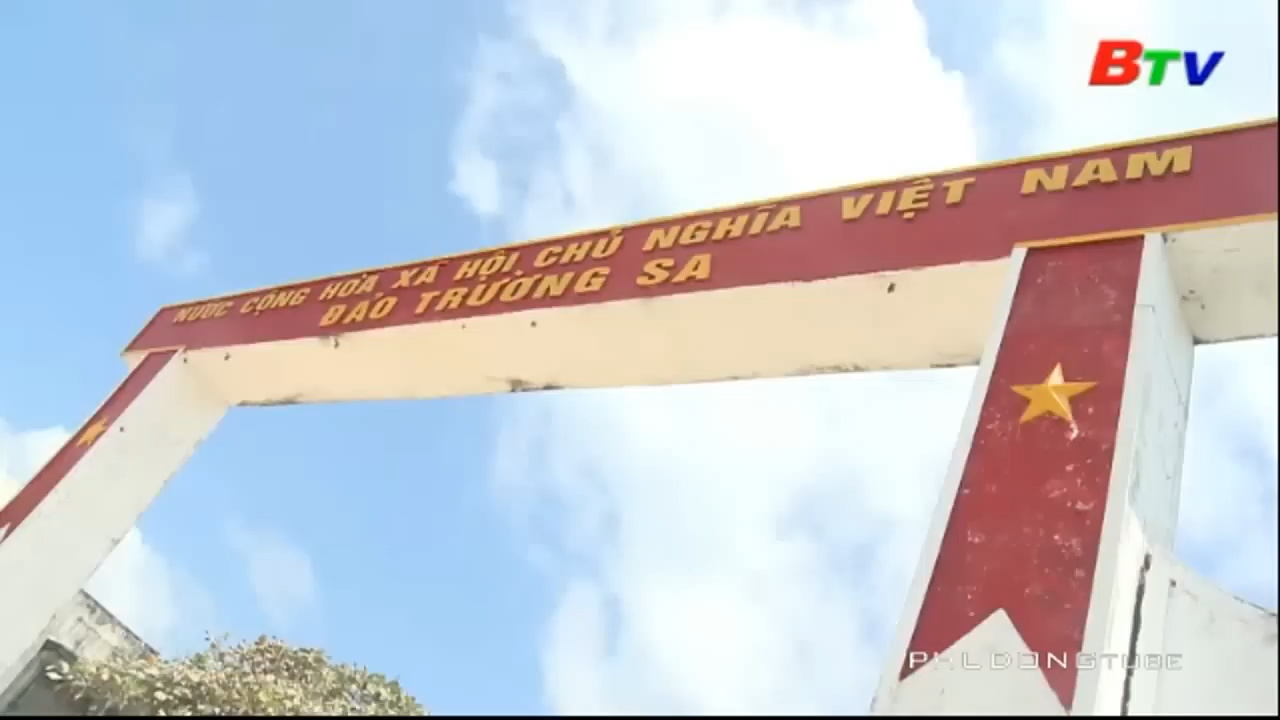 BTV
NƯỚC CỘNG HÒA XÃ HỘI CHỦ NGHĨA VIỆT NAM
ĐẢO TRƯỜNG SA
PHLDONGTUBE